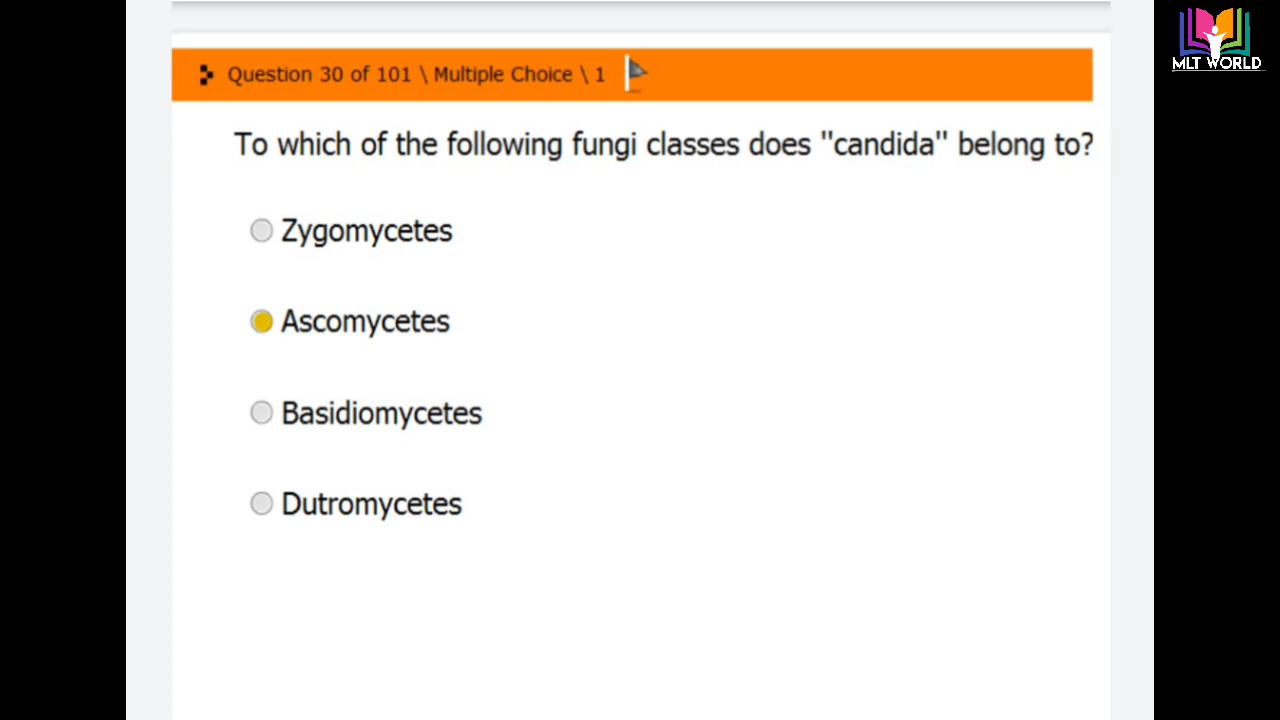 MLT WORLD
Question 30 of 101 \ Multiple Choice \ 1
To which of the following fungi classes does "candida" belong to?
Zygomycetes
Ascomycetes
Basidiomycetes
Dutromycetes